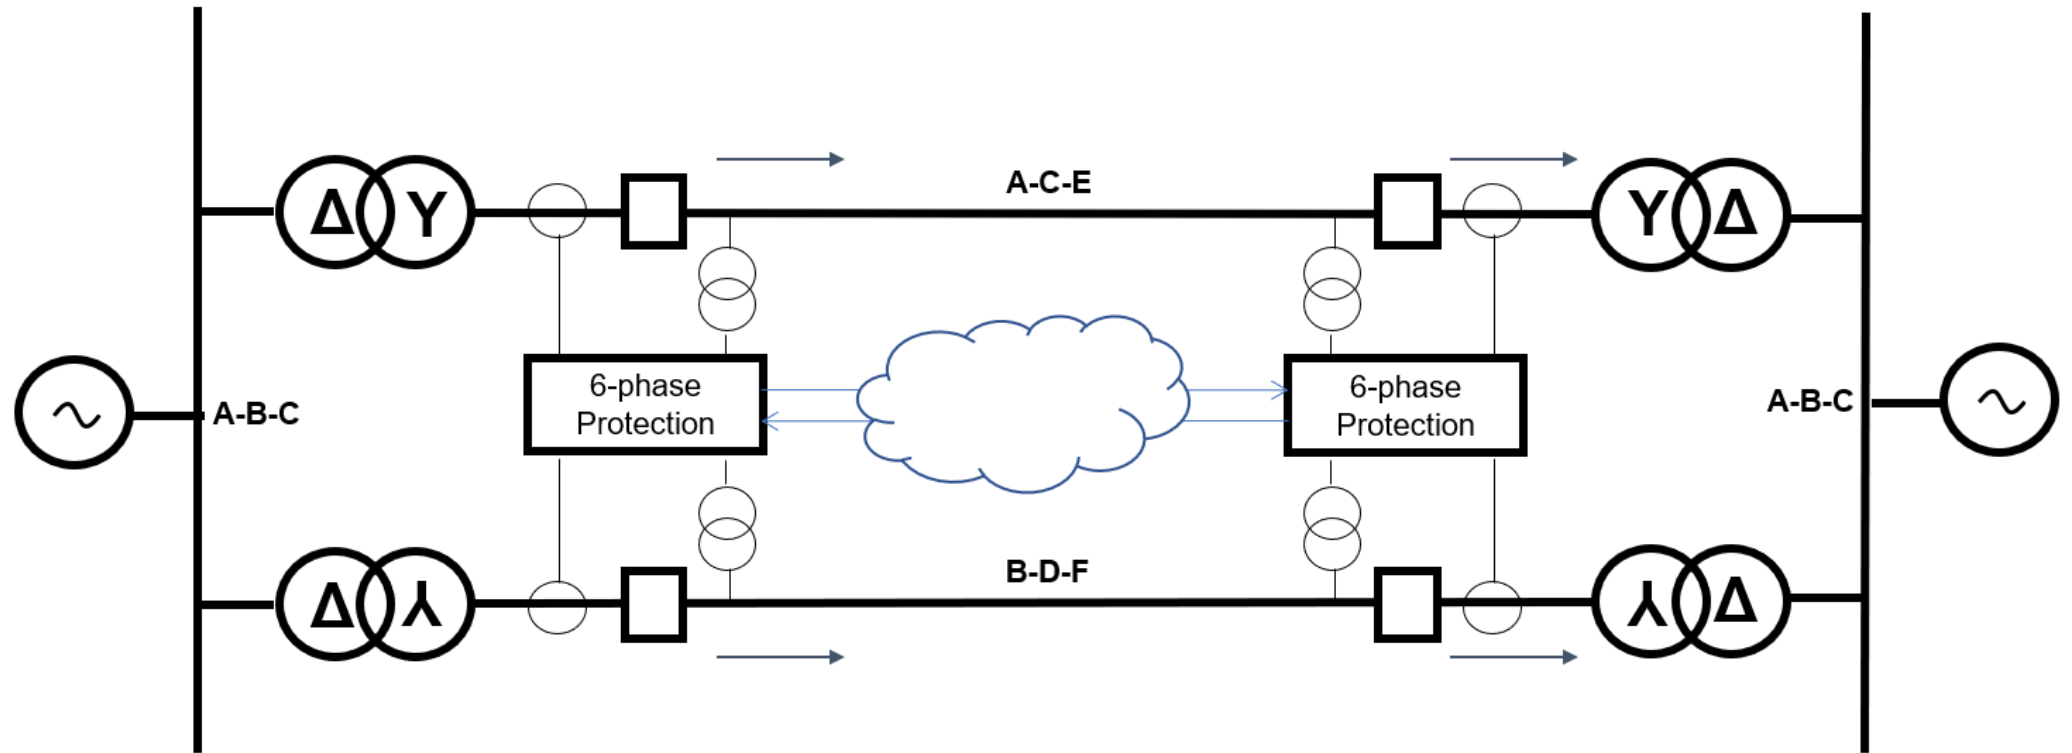 A-C-E
Δ Y
Y Δ
6-phase
Protection
6-phase
Protection
A-B-C
A-B-C
B-D-F
Δ ⅄
⅄ Δ